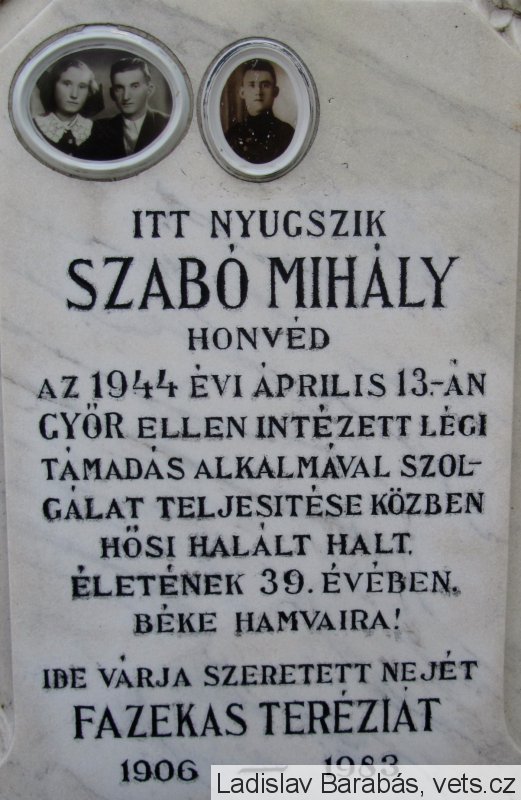 ITT NYUGSZIK
SZABÓ MIHÁLY
HONVÉD
AZ 1944 ÉVI ÁPRILIS 13.-ÁN
GYŐR ELLEN INTÉZETT LÉGI
TÁMADÁS ALKALMÁVAL SZOL-
GÁLAT TELJESITÉSE KÖZBEN
HŐSI HALÁLT HALT.
ÉLETÉNEK 39. ÉVÉBEN.
BÉKE HAMVAIRA!
IDE VÁRJA SZERETETT NEJÉT
FAZEKAS TERÉZIÁT
1906 — 1983
Ladislav Barabás, vets.cz